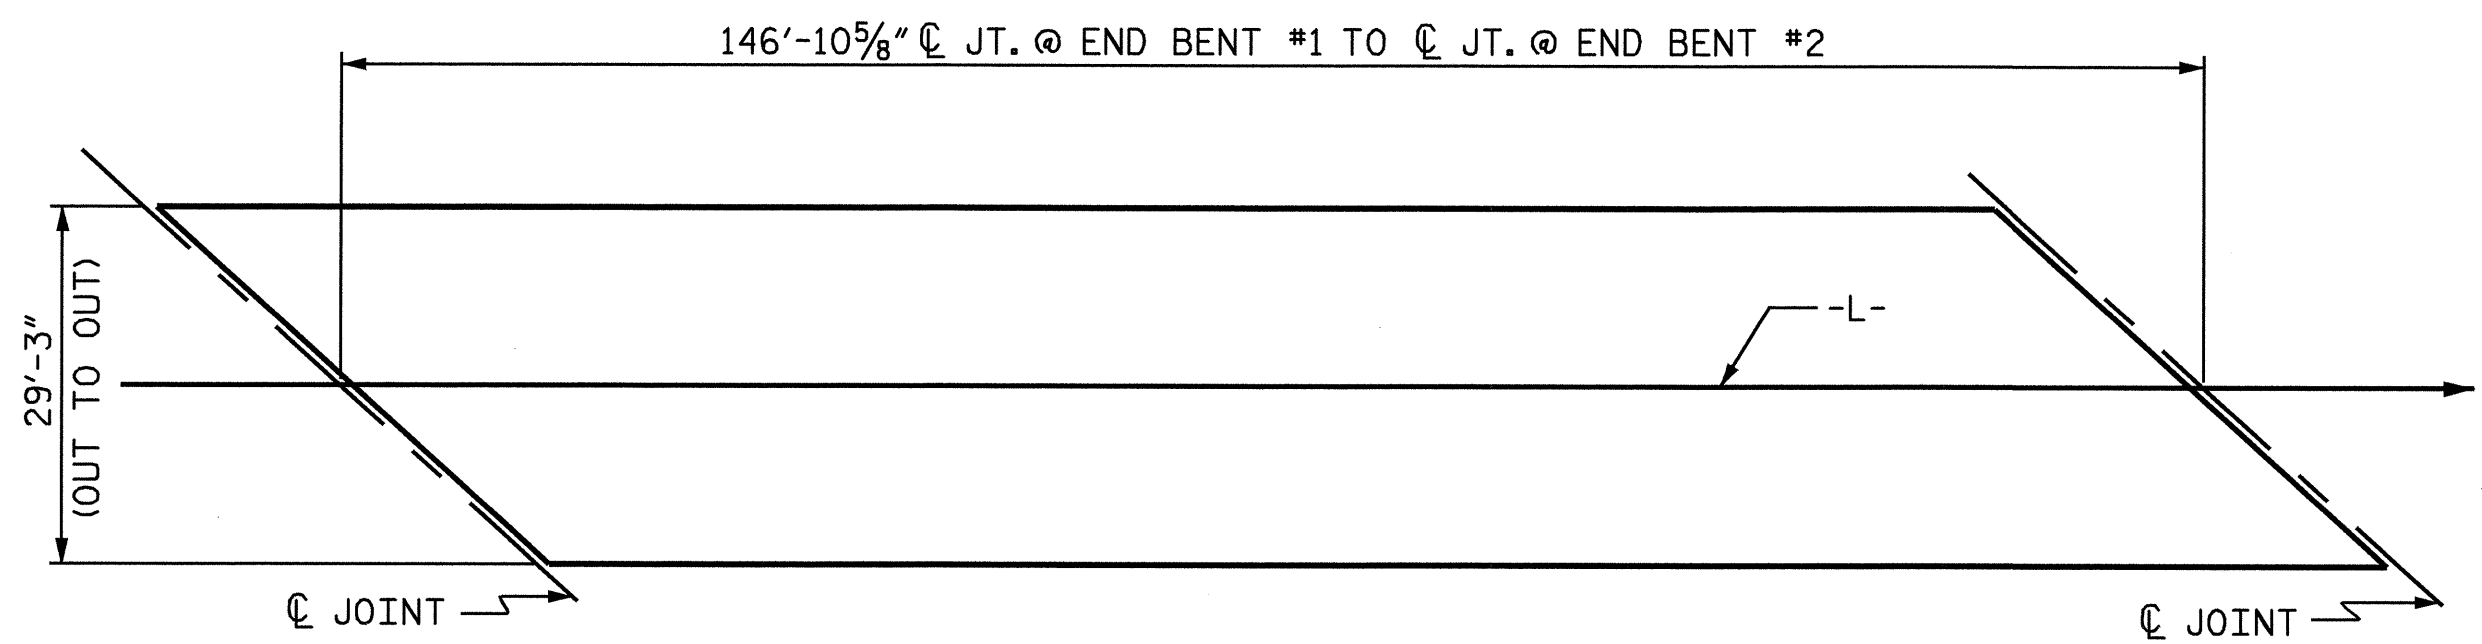 146'-10⅝" ℄ JT. @ END BENT #1 TO ℄ JT. @ END BENT #2
29'-3"
(OUT TO OUT)
-L-
℄ JOINT
℄ JOINT